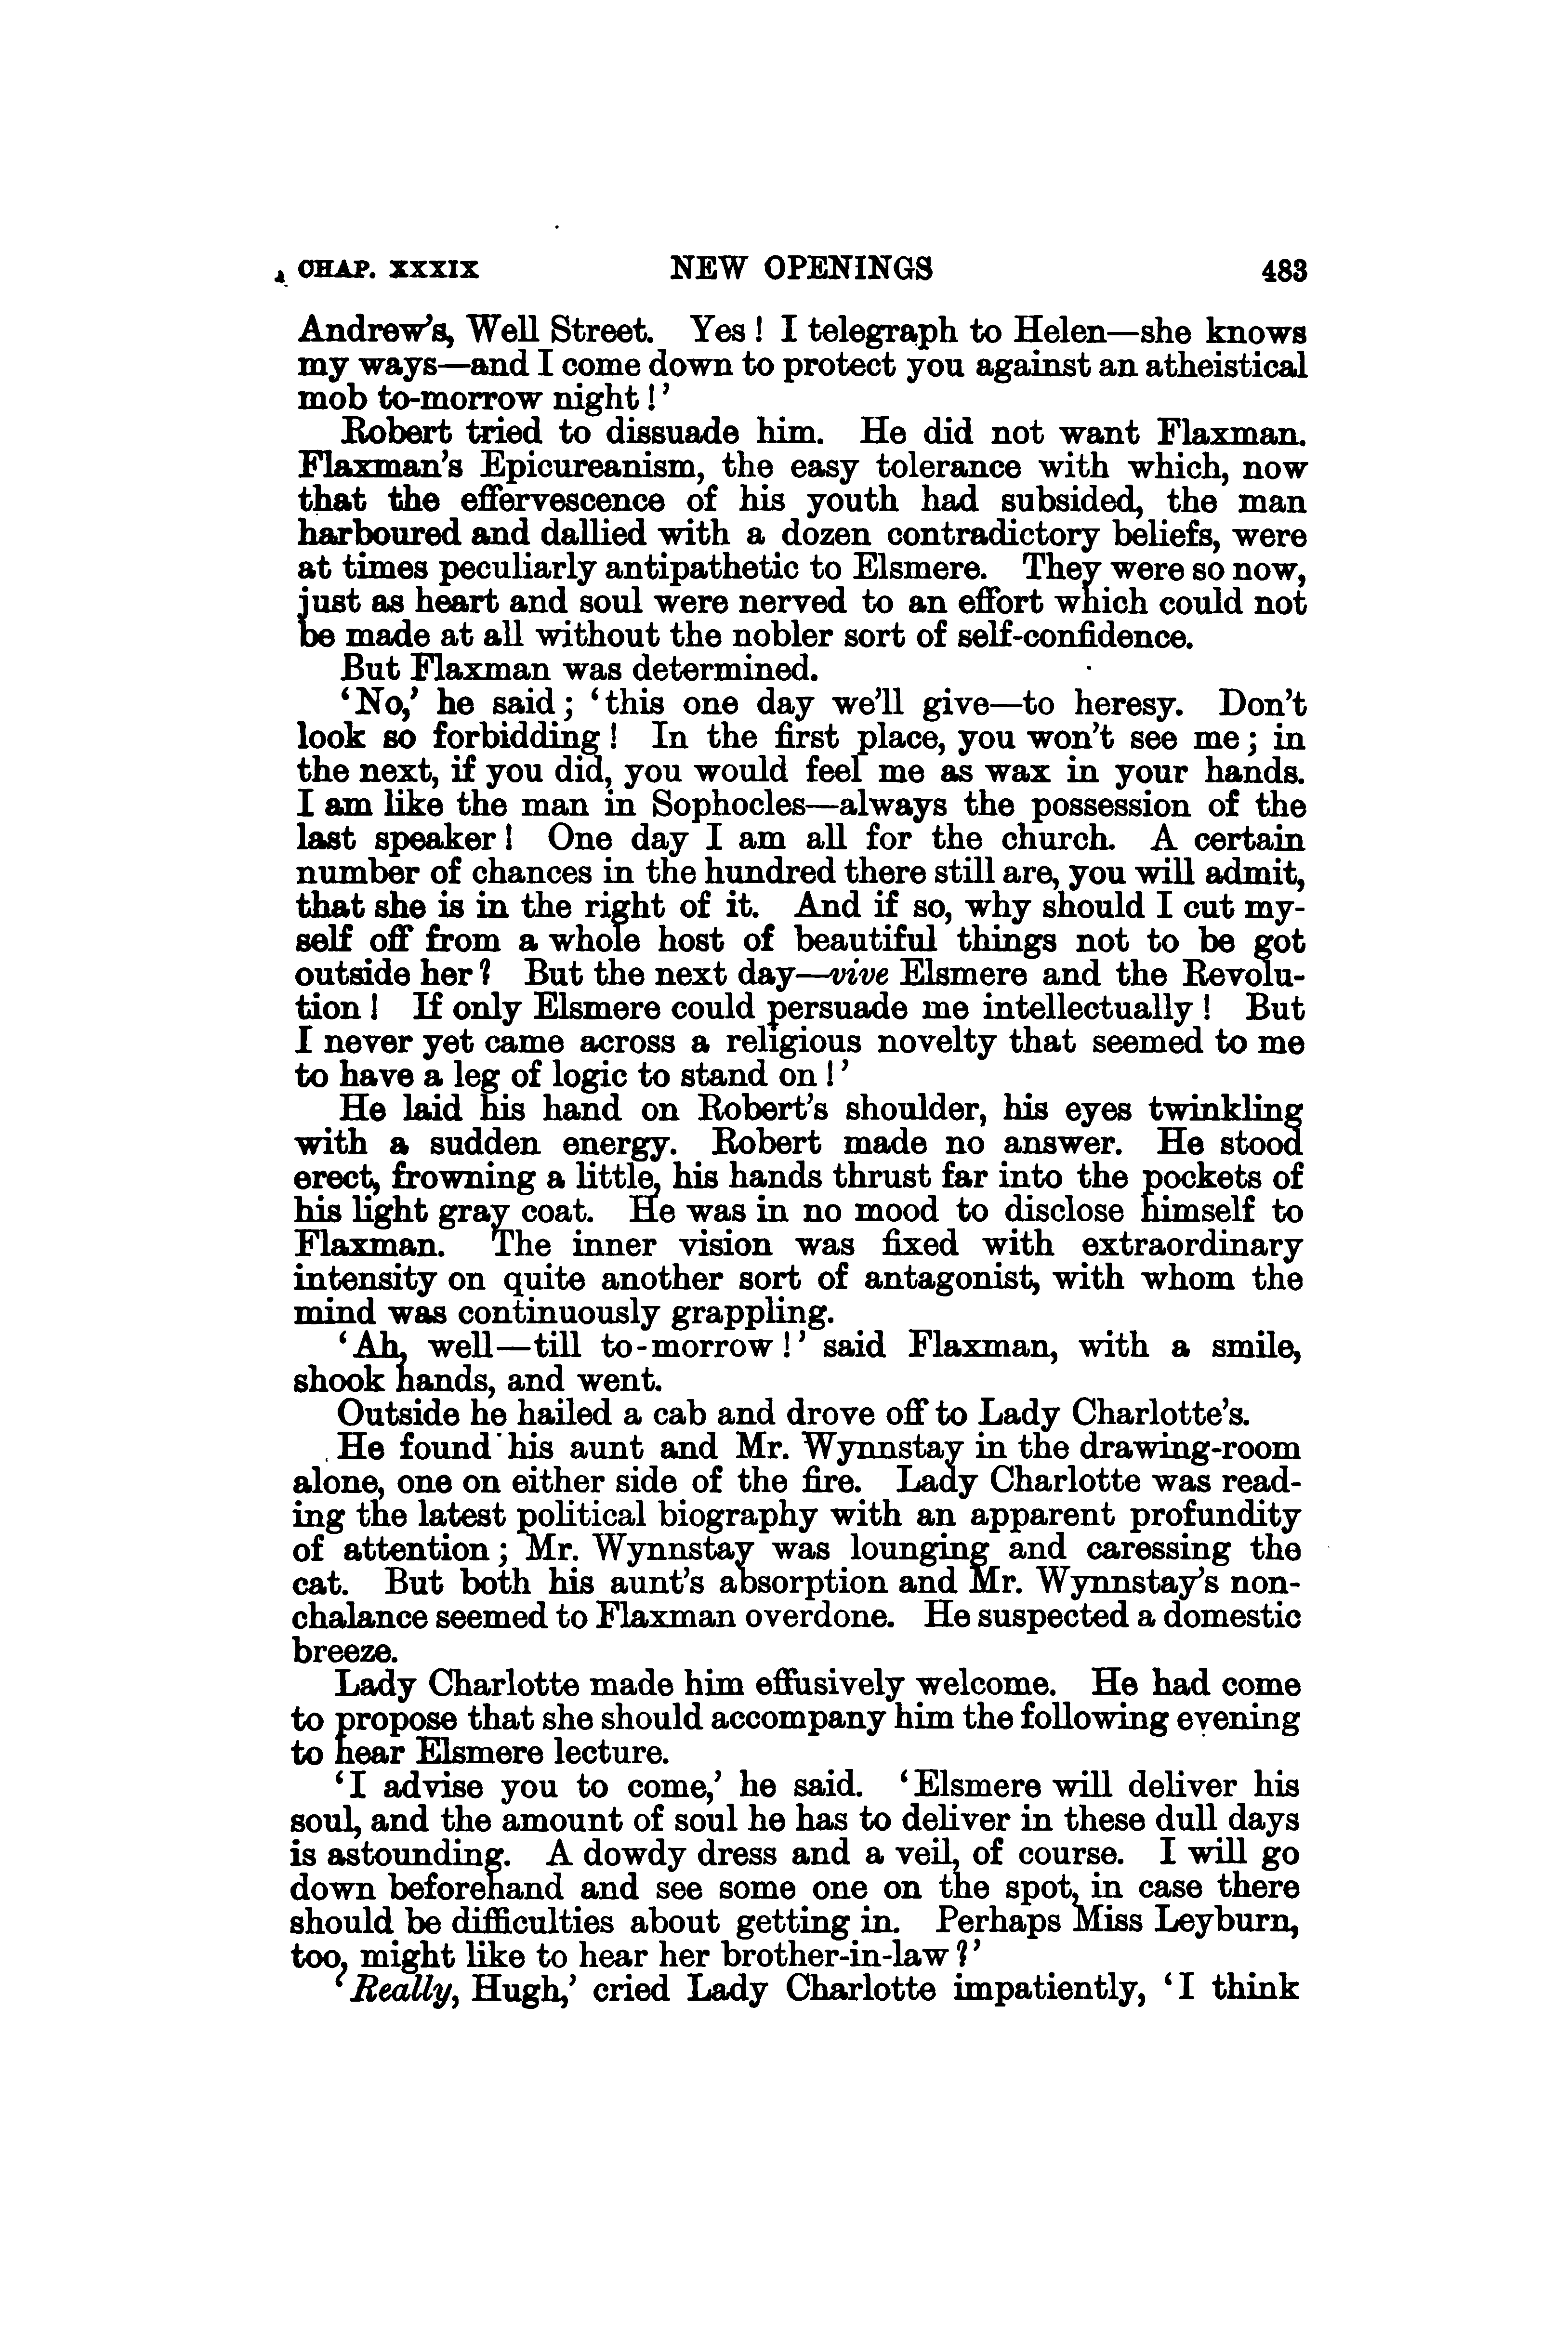 CHAP. XXXIX NEW OPENINGS 483
Andrew's, Well Street. Yes! I telegraph to Helen—she knows
my ways—and I come down to protect you against an atheistical
mob to-morrow night!'
Robert tried to dissuade him. He did not want Flaxman.
Flaxman's Epicureanism, the easy tolerance with which, now
that the effervescence of his youth had subsided, the man
harboured and dallied with a dozen contradictory beliefs, were
at times peculiarly antipathetic to Elsmere. They were so now,
just as heart and soul were nerved to an effort which could not
be made at all without the nobler sort of self-confidence.
But Flaxman was determined.
'No,' he said; 'this one day we'll give—to heresy. Don't
look so forbidding! In the first place, you won't see me; in
the next, if you did, you would feel me as wax in your hands.
I am like the man in Sophocles—always the possession of the
last speaker! One day I am all for the church. A certain
number of chances in the hundred there still are, you will admit,
that she is in the right of it. And if so, why should I cut my-
self off from a whole host of beautiful things not to be got
outside her? But the next day—vive Elsmere and the Revolu-
tion! If only Elsmere could persuade me intellectually! But
I never yet came across a religious novelty that seemed to me
to have a leg of logic to stand on!'
He laid his hand on Robert's shoulder, his eyes twinkling
with a sudden energy. Robert made no answer. He stood
erect, frowning a little, his hands thrust far into the pockets of
his light gray coat. He was in no mood to disclose himself to
Flaxman. The inner vision was fixed with extraordinary
intensity on quite another sort of antagonist, with whom the
mind was continuously grappling.
'Ah, well—till to-morrow!' said Flaxman, with a smile,
shook hands, and went.
Outside he hailed a cab and drove off to Lady Charlotte's.
He found his aunt and Mr. Wynnstay in the drawing-room
alone, one on either side of the fire. Lady Charlotte was read-
ing the latest political biography with an apparent profundity
of attention; Mr. Wynnstay was lounging and caressing the
cat. But both his aunt's absorption and Mr. Wynnstay's non-
chalance seemed to Flaxman overdone. He suspected a domestic
breeze.
Lady Charlotte made him effusively welcome. He had come
to propose that she should accompany him the following evening
to hear Elsmere lecture.
'I advise you to come,' he said. 'Elsmere will deliver his
soul, and the amount of soul he has to deliver in these dull days
is astounding. A dowdy dress and a veil, of course. I will go
down beforehand and see some one on the spot, in case there
should be difficulties about getting in. Perhaps Miss Leyburn,
too, might like to hear her brother-in-law?'
'Really, Hugh,' cried Lady Charlotte impatiently, 'I think